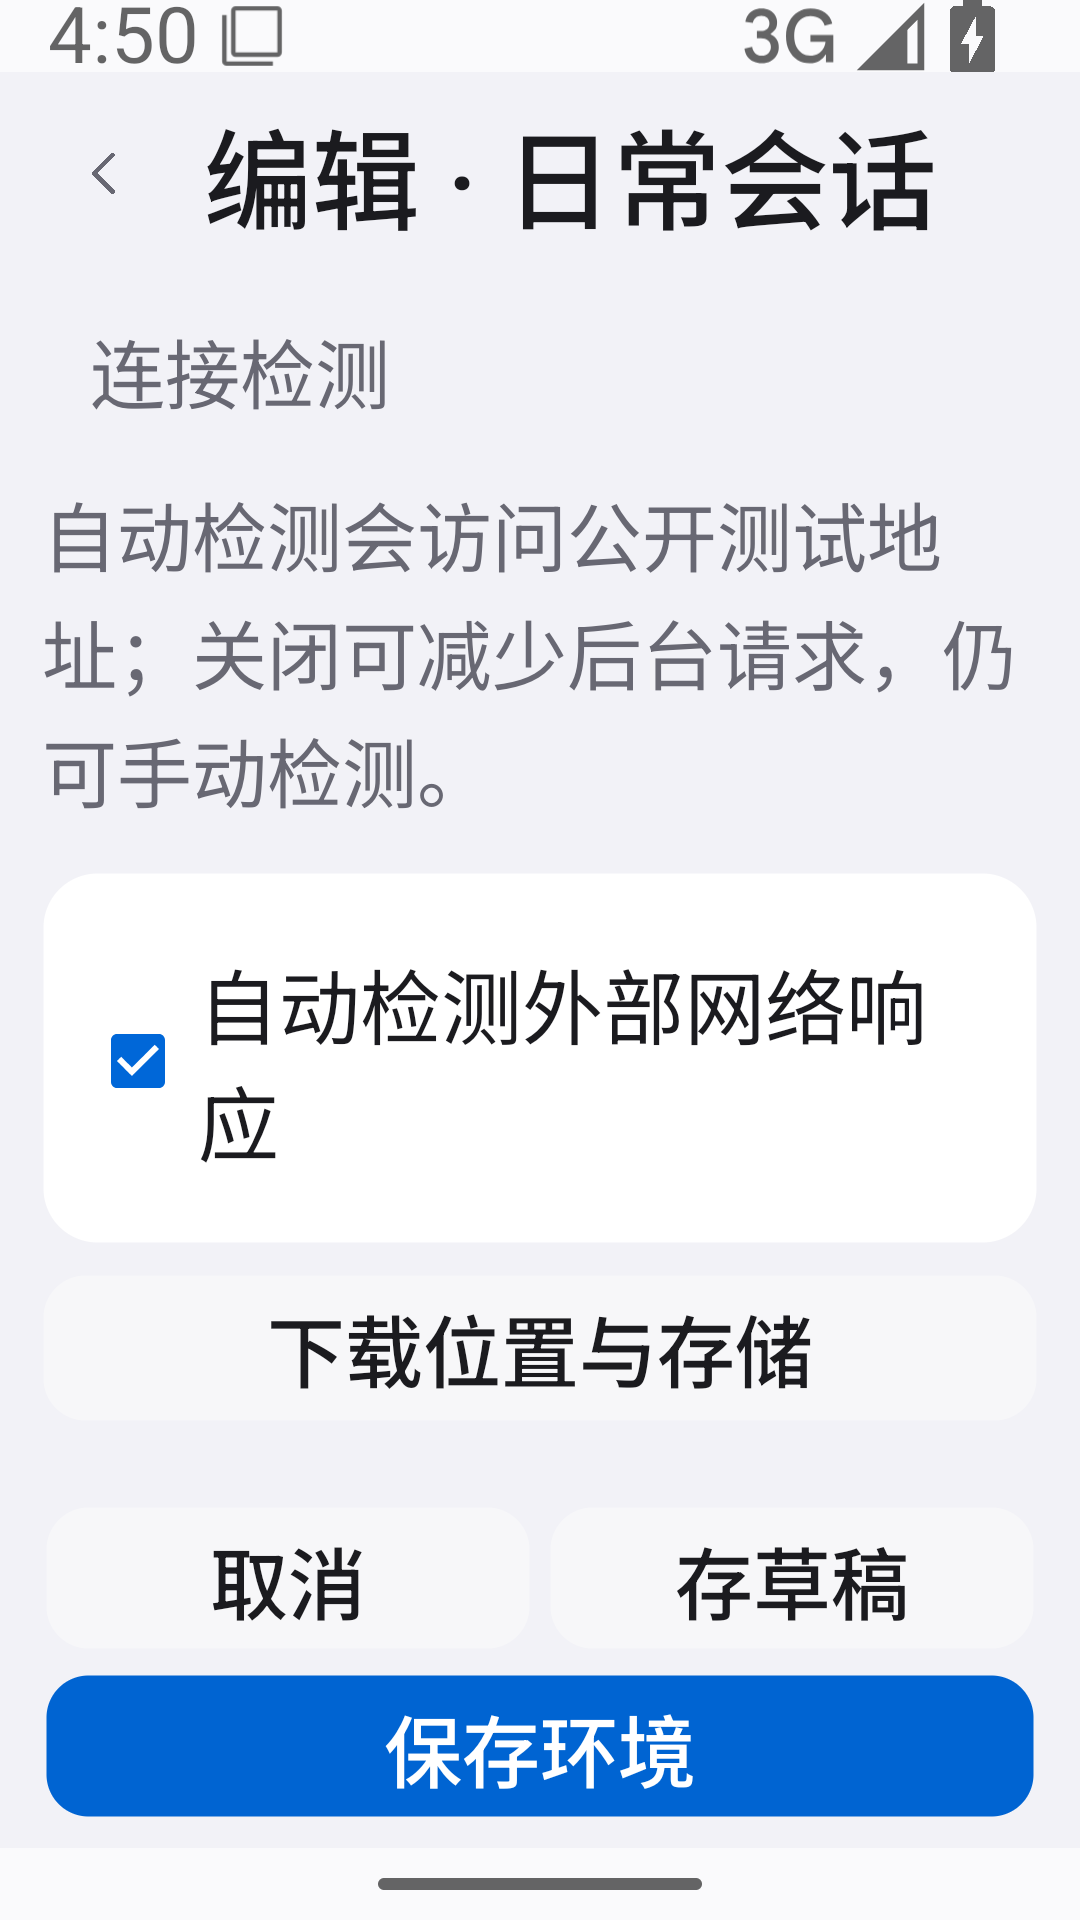 4:50
3G
编辑 · 日常会话
连接检测
自动检测会访问公开测试地
址；关闭可减少后台请求，仍
可手动检测。
自动检测外部网络响
应
下载位置与存储
取消
存草稿
保存环境